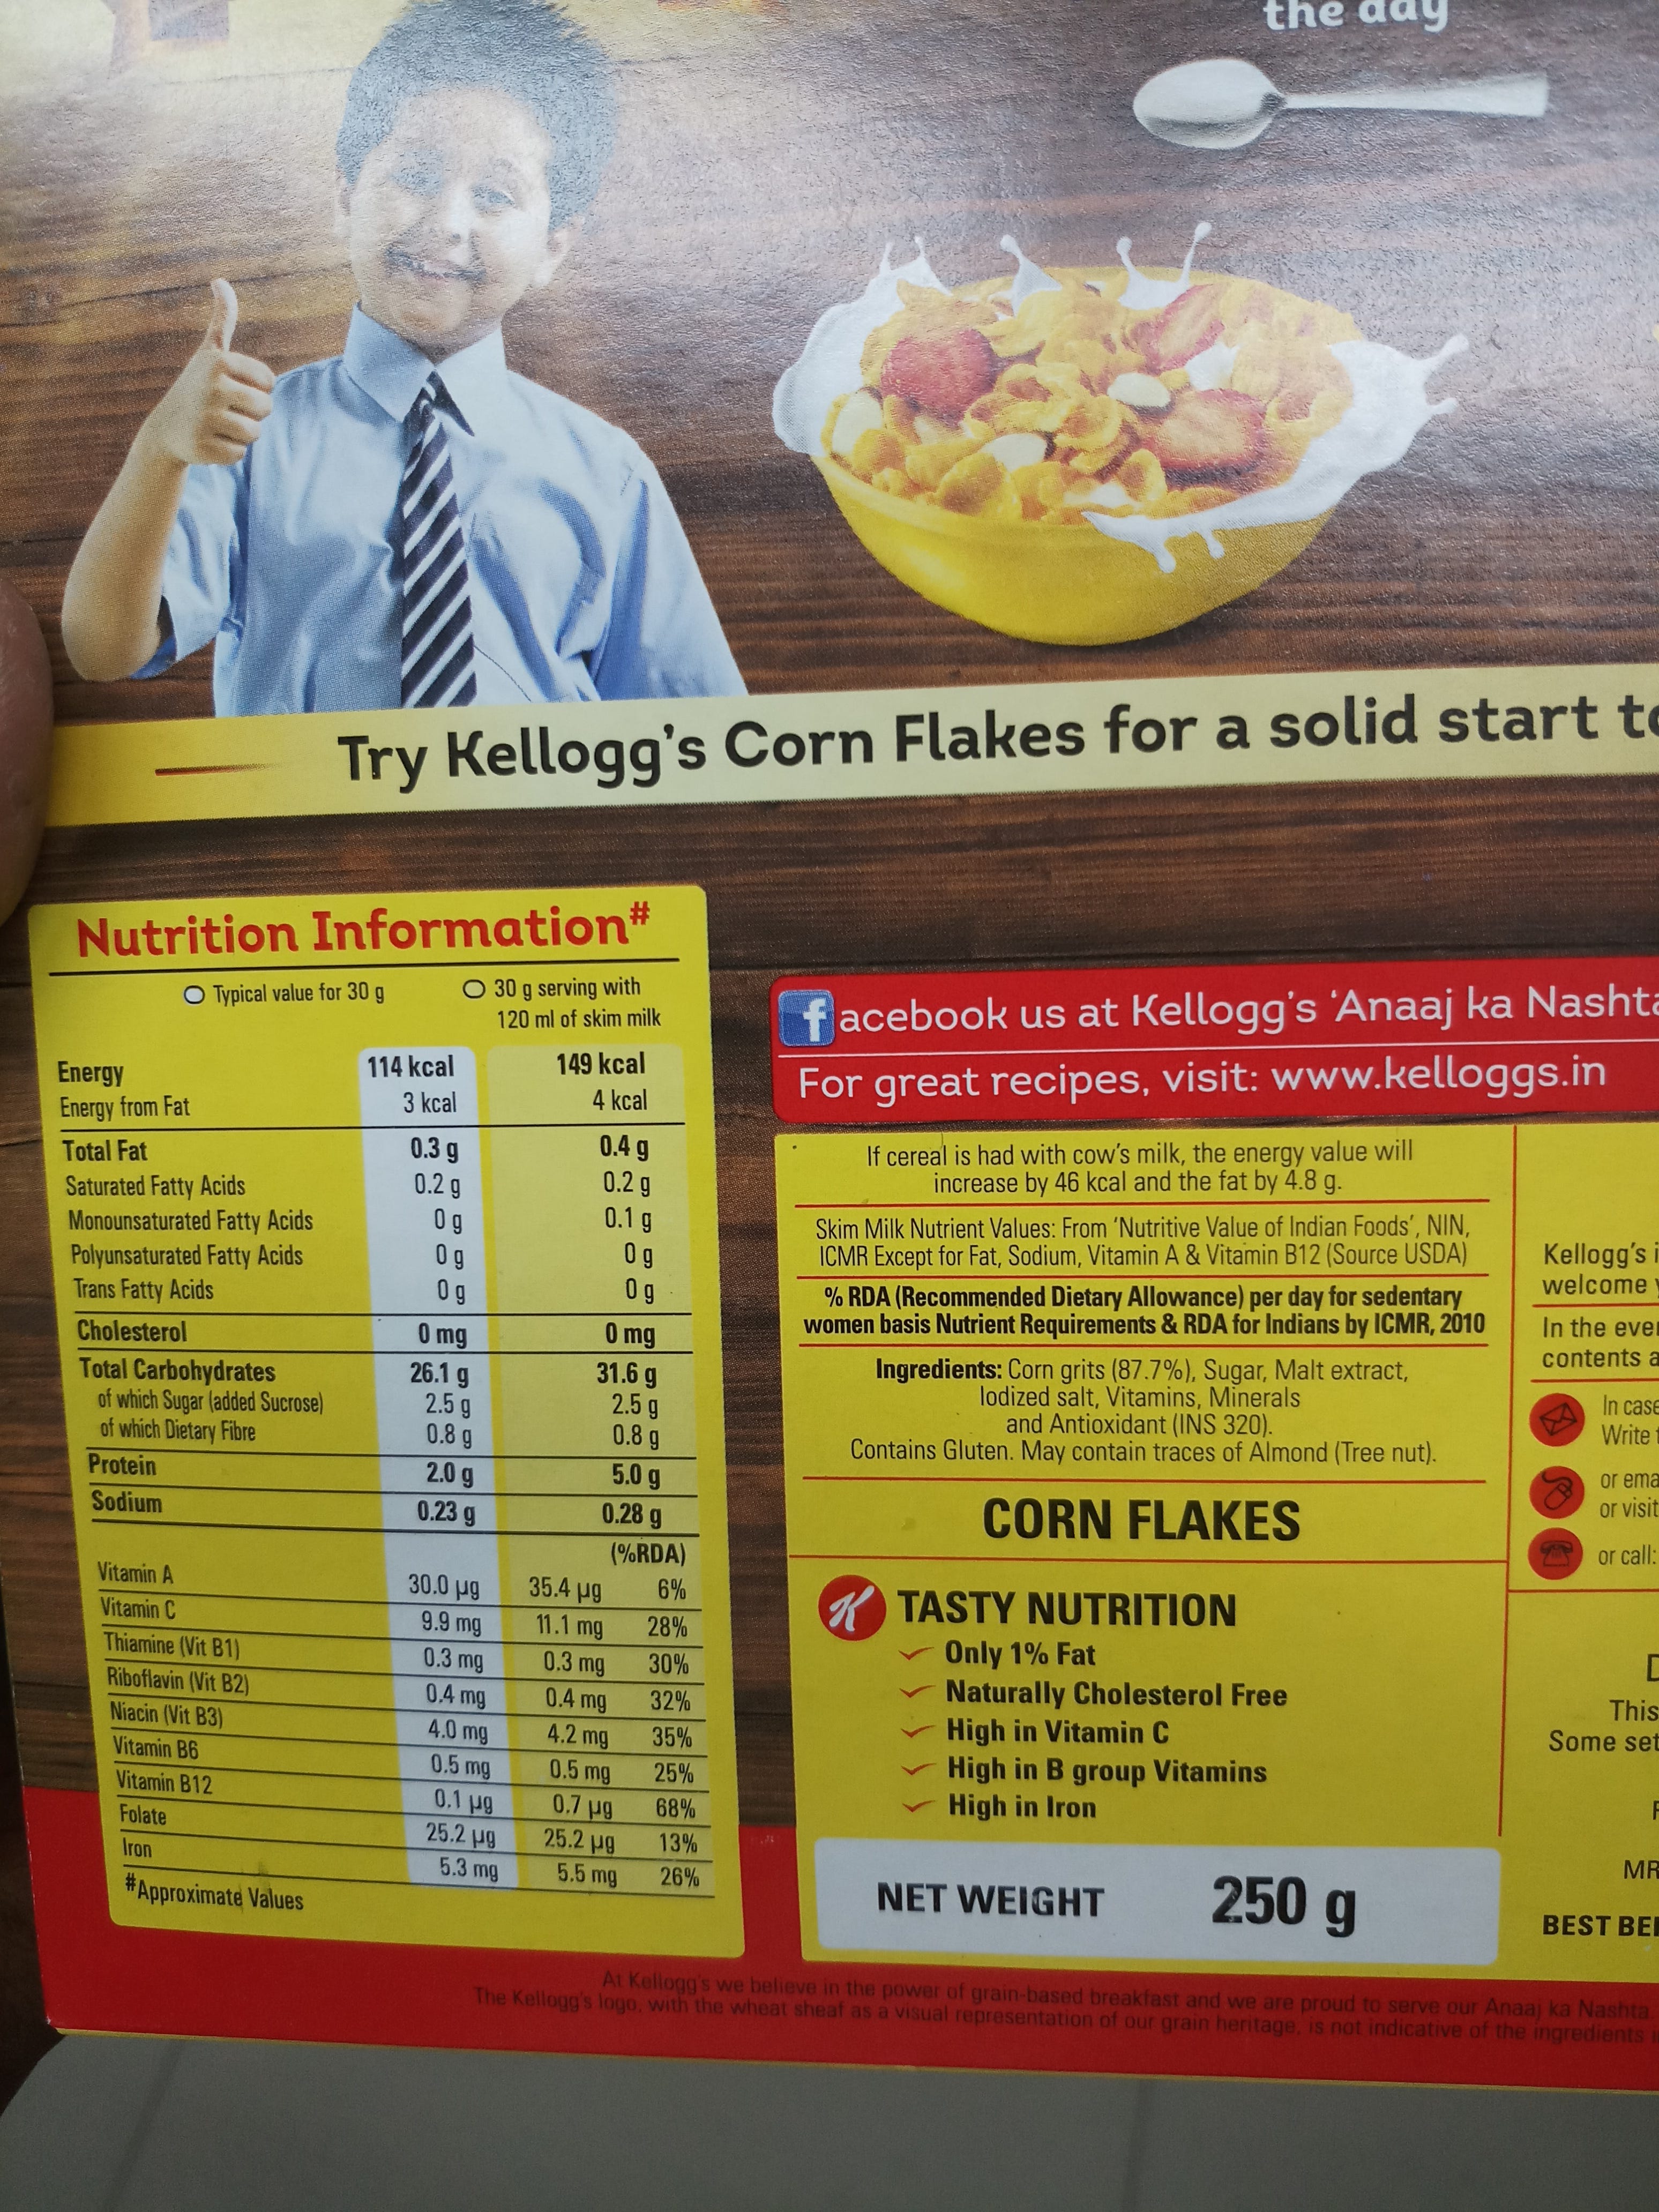 the day
Try Kellogg's Corn Flakes for a solid start to
Nutrition Information#
Typical value for 30 g
30 g serving with
120 ml of skim milk
Energy 114 kcal 149 kcal
Energy from Fat 3 kcal 4 kcal
Total Fat 0.3 g 0.4 g
Saturated Fatty Acids 0.2 g 0.2 g
Monounsaturated Fatty Acids 0 g 0.1 g
Polyunsaturated Fatty Acids 0 g 0 g
Trans Fatty Acids 0 g 0 g
Cholesterol 0 mg 0 mg
Total Carbohydrates 26.1 g 31.6 g
of which Sugar (added Sucrose) 2.5 g 2.5 g
of which Dietary Fibre 0.8 g 0.8 g
Protein 2.0 g 5.0 g
Sodium 0.23 g 0.28 g
(%RDA)
Vitamin A 30.0 µg 35.4 µg 6%
Vitamin C 9.9 mg 11.1 mg 28%
Thiamine (Vit B1) 0.3 mg 0.3 mg 30%
Riboflavin (Vit B2) 0.4 mg 0.4 mg 32%
Niacin (Vit B3) 4.0 mg 4.2 mg 35%
Vitamin B6 0.5 mg 0.5 mg 25%
Vitamin B12 0.1 µg 0.7 µg 68%
Folate 25.2 µg 25.2 µg 13%
Iron 5.3 mg 5.5 mg 26%
#Approximate Values
facebook us at Kellogg's 'Anaaj ka Nashta
For great recipes, visit: www.kelloggs.in
If cereal is had with cow's milk, the energy value will
increase by 46 kcal and the fat by 4.8 g.
Skim Milk Nutrient Values: From 'Nutritive Value of Indian Foods', NIN,
ICMR Except for Fat, Sodium, Vitamin A & Vitamin B12 (Source USDA)
% RDA (Recommended Dietary Allowance) per day for sedentary
women basis Nutrient Requirements & RDA for Indians by ICMR, 2010
Ingredients: Corn grits (87.7%), Sugar, Malt extract,
Iodized salt, Vitamins, Minerals
and Antioxidant (INS 320).
Contains Gluten. May contain traces of Almond (Tree nut).
CORN FLAKES
K TASTY NUTRITION
Only 1% Fat
Naturally Cholesterol Free
High in Vitamin C
High in B group Vitamins
High in Iron
NET WEIGHT 250 g
Kellogg's
welcome
In the
contents
In case
Write
or
or visit
or call:
This
Some
BEST
At Kellogg's we believe in the power of grain-based breakfast and we are proud to serve our Anaaj ka Nashta.
The Kellogg's logo, with the wheat sheaf as a visual representation of our grain heritage, is not indicative of the ingredients